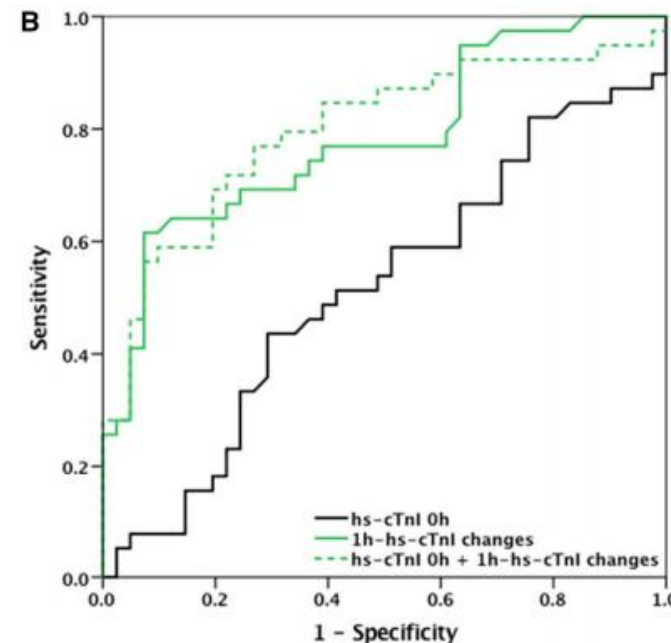 B
1.0
0.8
0.6
0.4
0.2
0.0
Sensitivity
hs-cTnI 0h
1h-hs-cTnI changes
hs-cTnI 0h + 1h-hs-cTnI changes
0.0 0.2 0.4 0.6 0.8 1.0
1 - Specificity